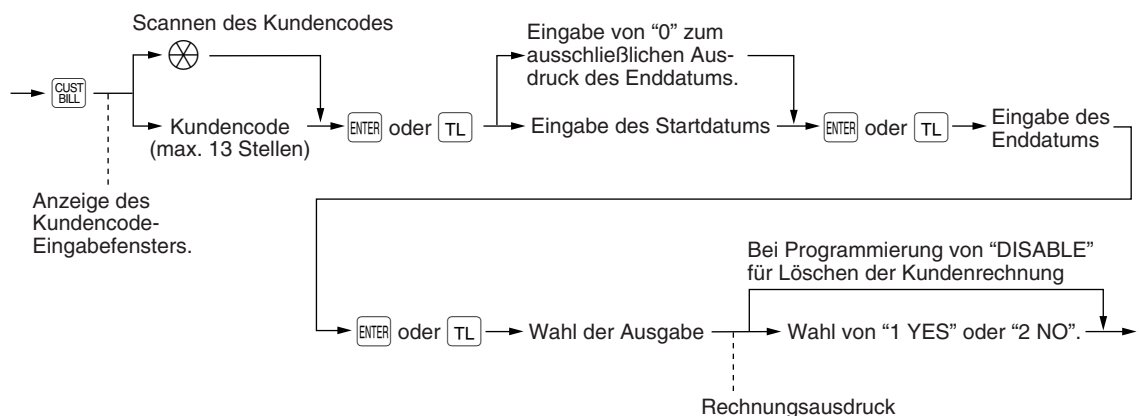 Scannen des Kundencodes
Eingabe von “0” zum
ausschließlichen Aus-
druck des Enddatums.
CUST
BILL
Kundencode
(max. 13 Stellen)
ENTER oder TL
Eingabe des Startdatums
ENTER oder TL
Eingabe des
Enddatums
Anzeige des
Kundencode-
Eingabefensters.
Bei Programmierung von “DISABLE”
für Löschen der Kundenrechnung
ENTER oder TL
Wahl der Ausgabe
Wahl von “1 YES” oder “2 NO”.
Rechnungsausdruck